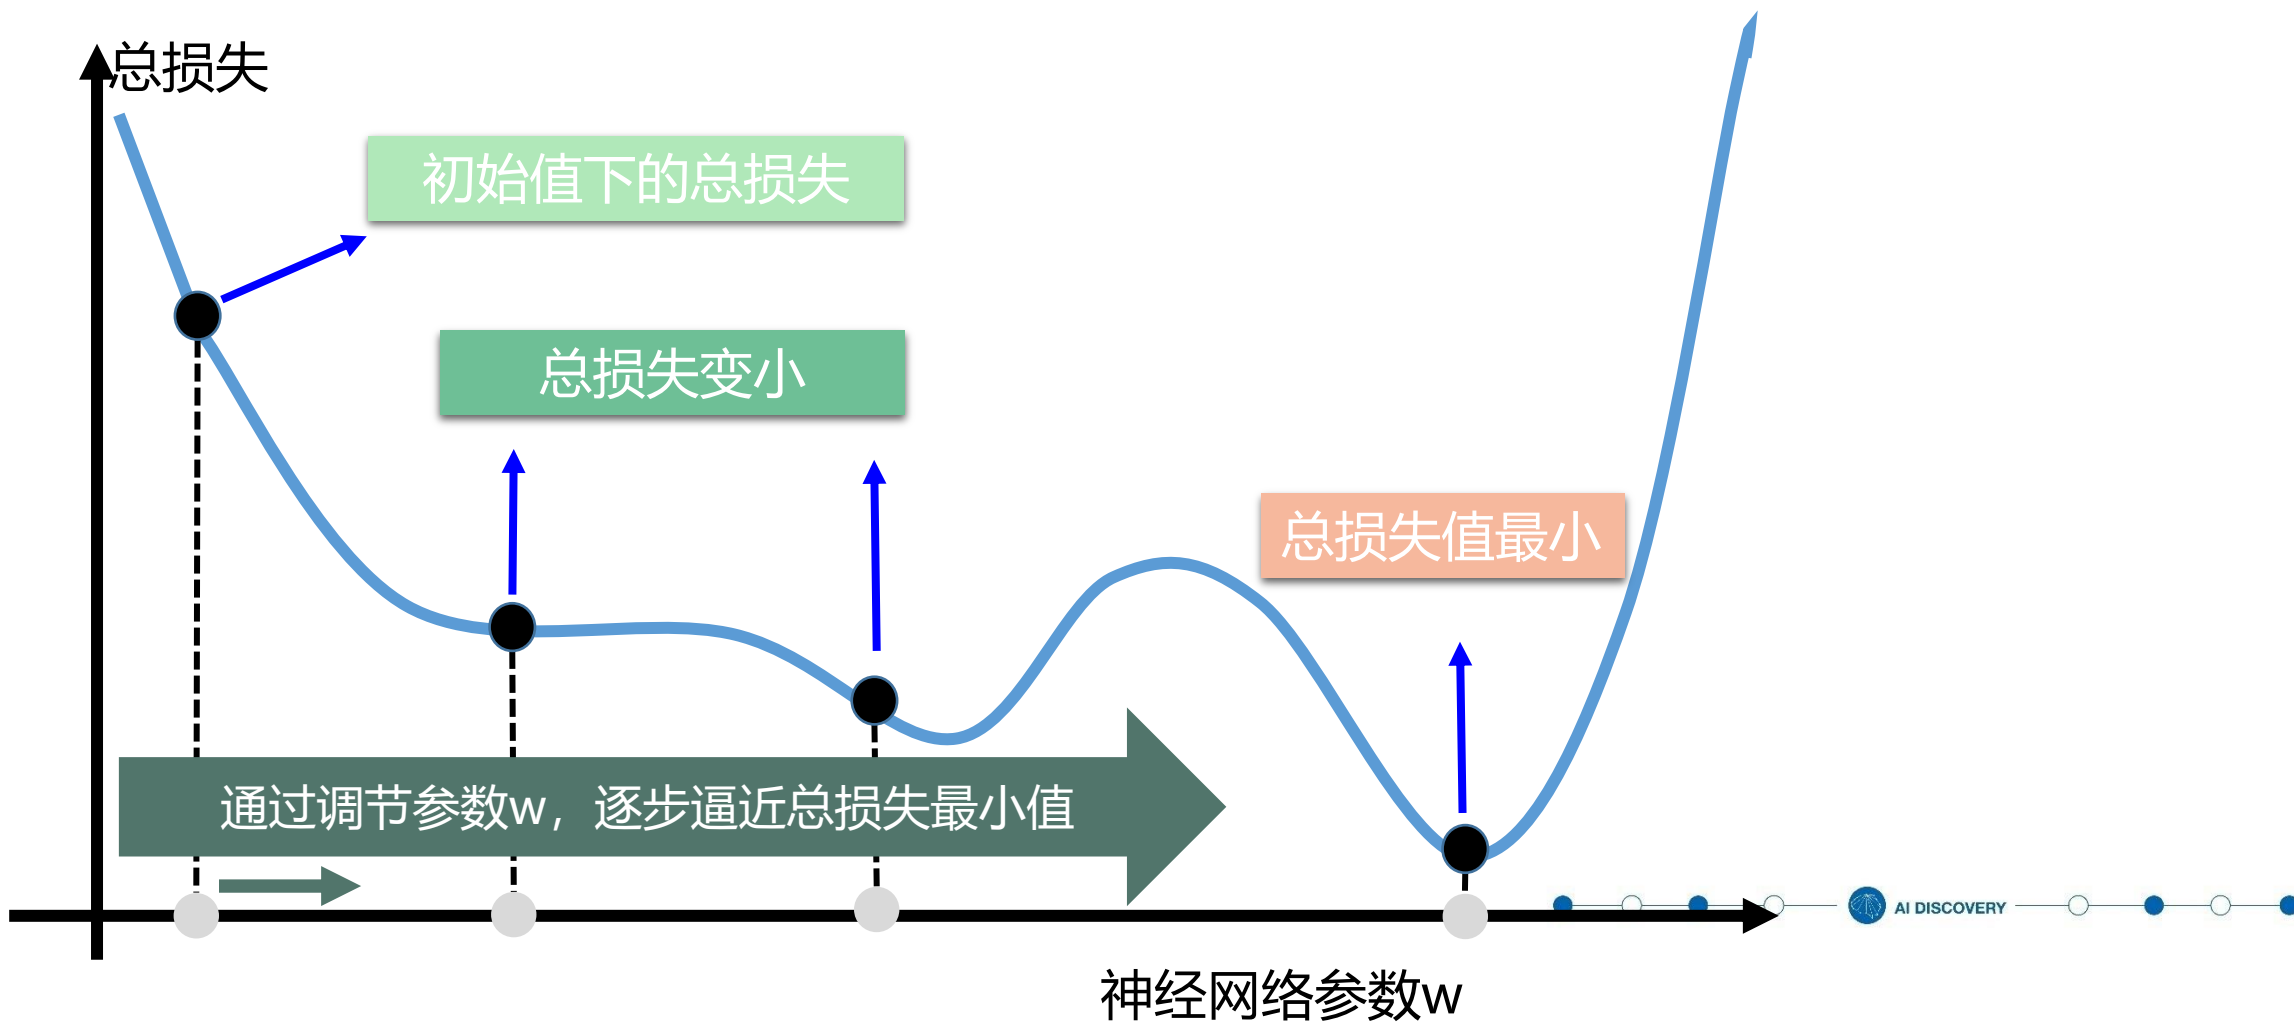 总损失
初始值下的总损失
总损失变小
总损失值最小
通过调节参数w，逐步逼近总损失最小值
AI DISCOVERY
神经网络参数w